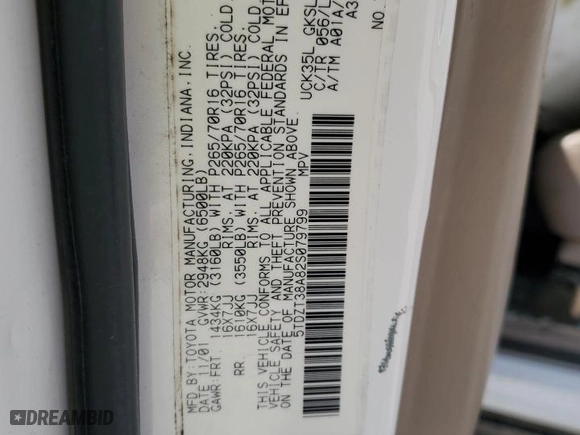 MFD.BY:TOYOTA MOTOR MANUFACTURING.INDIANA.INC.
DATE 11/01 GVWR:2948KG (6500LB)
GAWR:FRT. 1434KG (3160LB) WITH P265/70R16 TIRES.
16X7JJ RIMS. AT 220KPA (32PSI) COLD.
RR. 1610KG (3550LB) WITH P265/70R16 TIRES.
16X7JJ RIMS. AT 220KPA (32PSI) COLD.
THIS VEHICLE CONFORMS TO ALL APPLICABLE FEDERAL MOTOR
VEHICLE SAFETY AND THEFT PREVENTION STANDARDS IN EF
ON THE DATE OF MANUFACTURE SHOWN ABOVE.
5TDZT38A82S079799 MPV
UCK35L GKSL
C/TR 056/L
A/TM A01A/
A3
NO.
DREAMBID